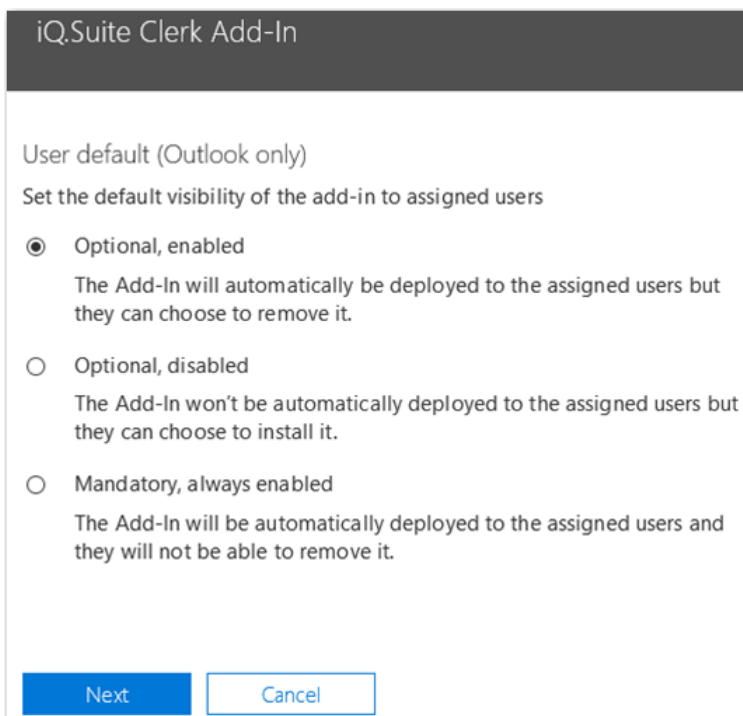 iQ.Suite Clerk Add-In
User default (Outlook only)
Set the default visibility of the add-in to assigned users
Optional, enabled
The Add-In will automatically be deployed to the assigned users but
they can choose to remove it.
Optional, disabled
The Add-In won't be automatically deployed to the assigned users but
they can choose to install it.
Mandatory, always enabled
The Add-In will be automatically deployed to the assigned users and
they will not be able to remove it.
Next Cancel